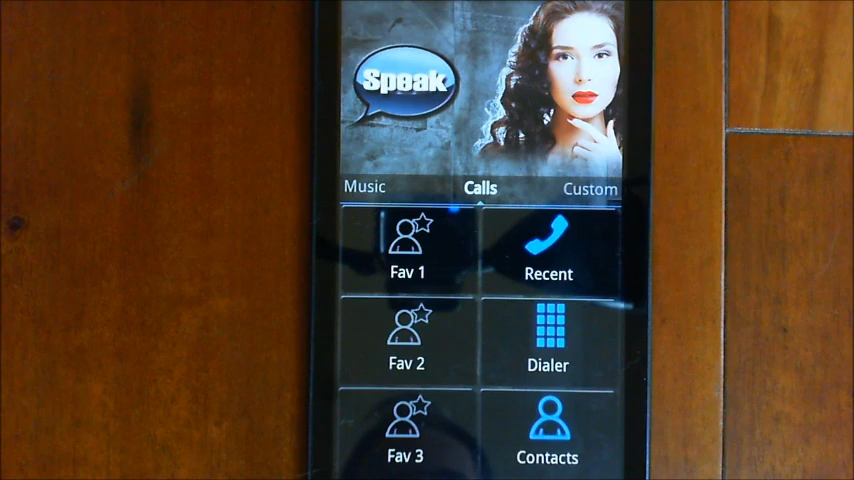 Speak
Music Calls Custom
Fav 1 Recent
Fav 2 Dialer
Fav 3 Contacts